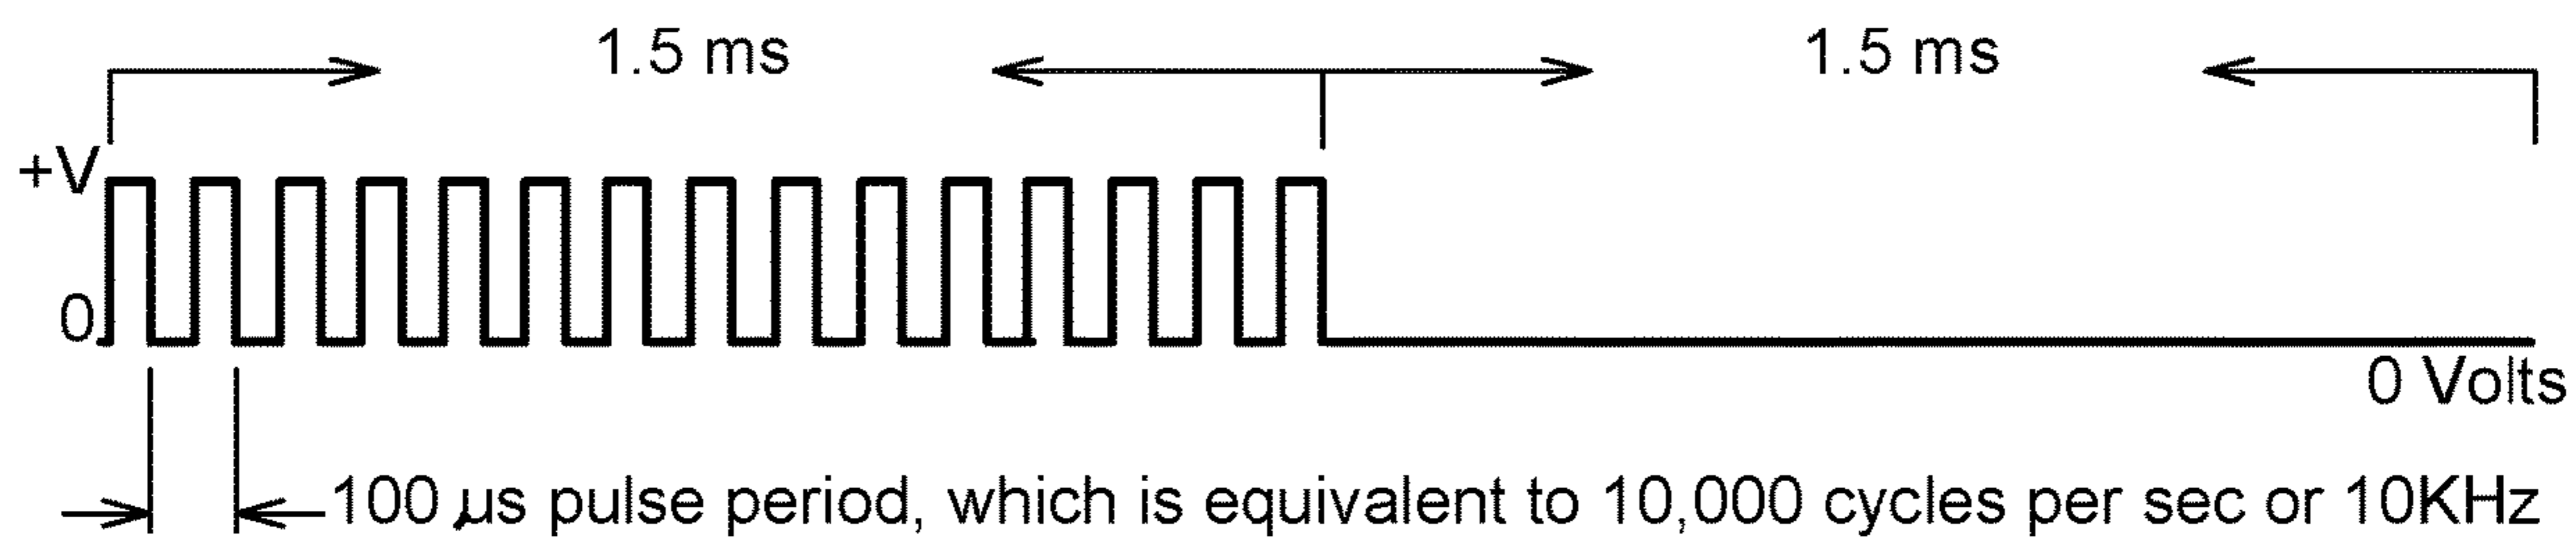 1.5 ms 1.5 ms
+V
0
0 Volts
100 µs pulse period, which is equivalent to 10,000 cycles per sec or 10KHz